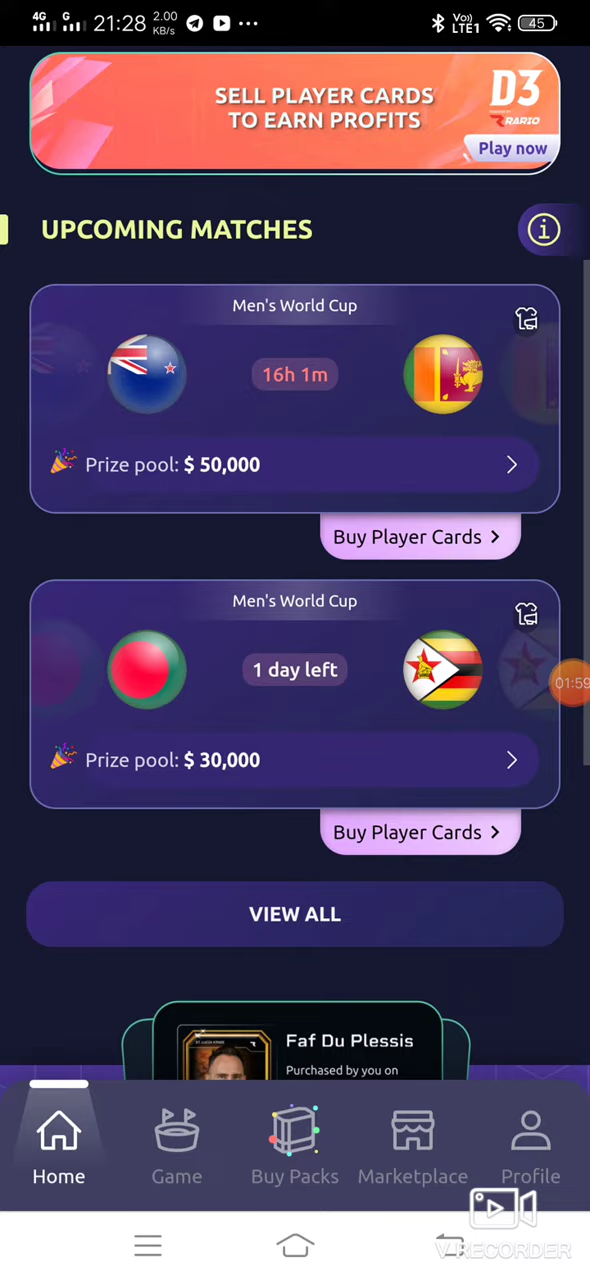 4G G 21:28 2.00 KB/s ... Vo)) LTE1 45
SELL PLAYER CARDS
TO EARN PROFITS
D3
RARIO
Play now
UPCOMING MATCHES
Men's World Cup
16h 1m
Prize pool: $ 50,000
Buy Player Cards
Men's World Cup
1 day left
01:59
Prize pool: $ 30,000
Buy Player Cards
VIEW ALL
Faf Du Plessis
Purchased by you on
Home
Game
Buy Packs
Marketplace
Profile
V RECORDER